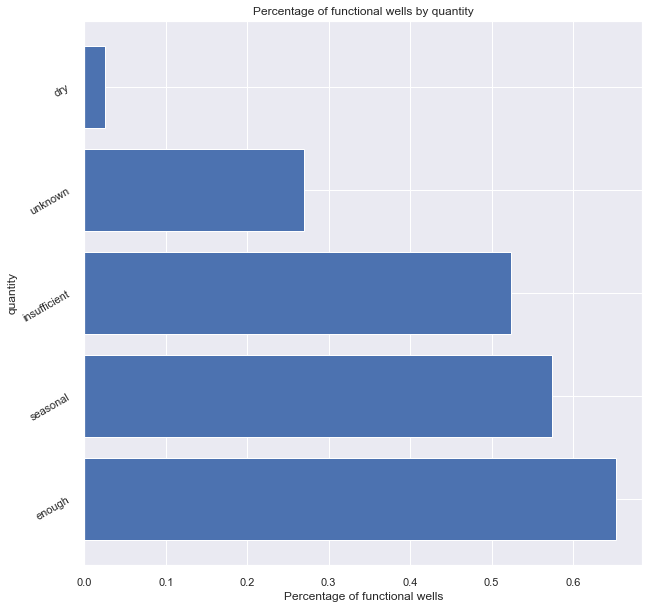 Percentage of functional wells by quantity
dry
unknown
insufficient
seasonal
enough
quantity
0.0 0.1 0.2 0.3 0.4 0.5 0.6
Percentage of functional wells